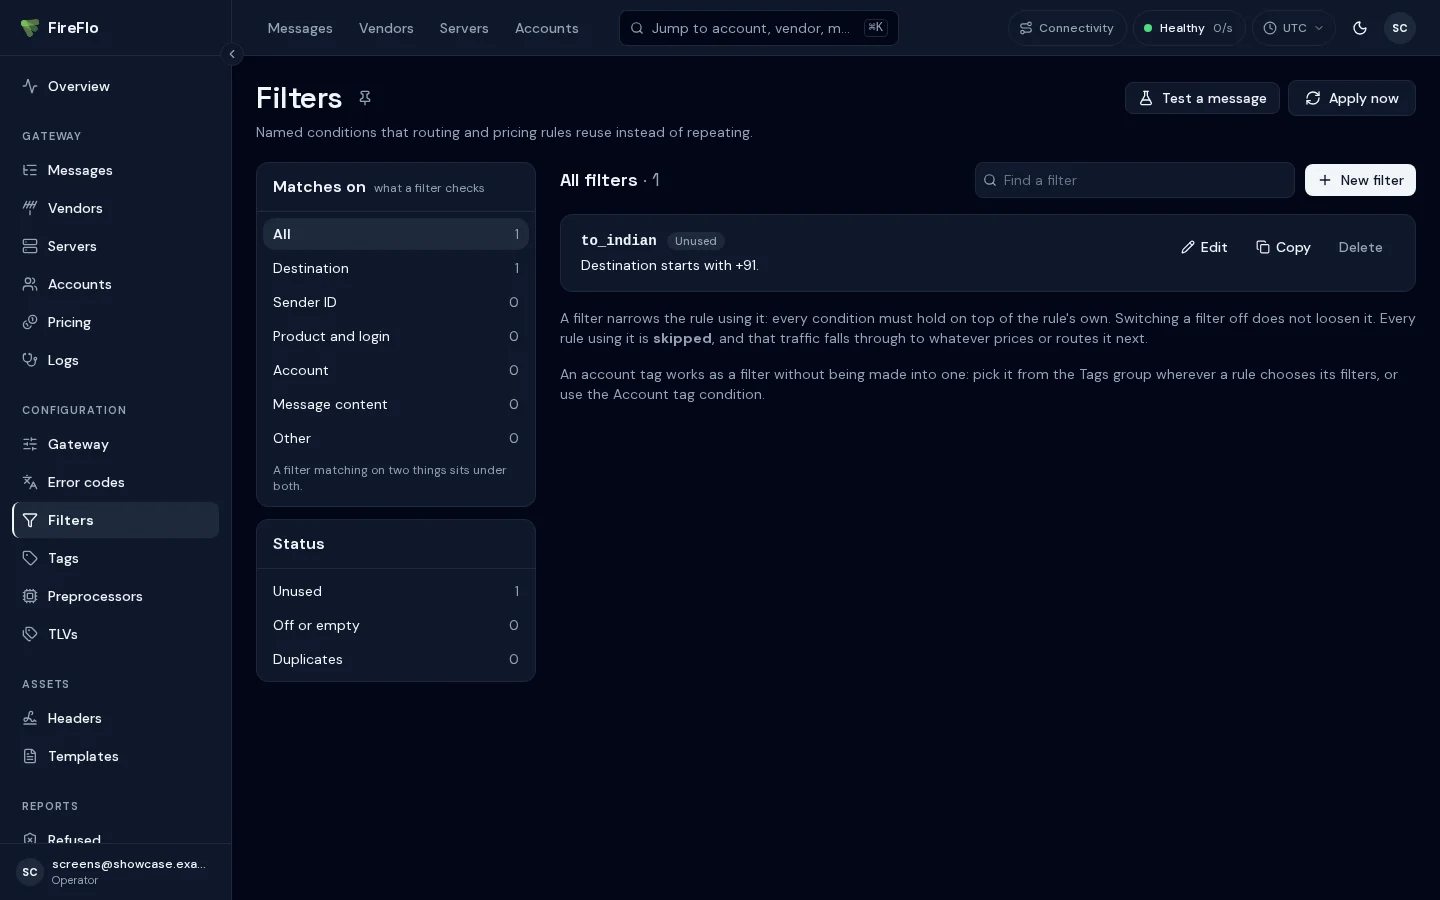 FireFlo
Messages
Vendors
Servers
Accounts
Jump to account, vendor, m...
⌘K
Connectivity
Healthy 0/s
UTC
SC
Overview
GATEWAY
Messages
Vendors
Servers
Accounts
Pricing
Logs
CONFIGURATION
Gateway
Error codes
Filters
Tags
Preprocessors
TLVs
ASSETS
Headers
Templates
REPORTS
Refused
SC
screens@showcase.exa...
Operator
Filters
Test a message
Apply now
Named conditions that routing and pricing rules reuse instead of repeating.
Matches on what a filter checks
All 1
Destination 1
Sender ID 0
Product and login 0
Account 0
Message content 0
Other 0
A filter matching on two things sits under
both.
Status
Unused 1
Off or empty 0
Duplicates 0
All filters · 1
Find a filter
New filter
to_indian Unused
Destination starts with +91.
Edit
Copy
Delete
A filter narrows the rule using it: every condition must hold on top of the rule's own. Switching a filter off does not loosen it. Every
rule using it is skipped, and that traffic falls through to whatever prices or routes it next.
An account tag works as a filter without being made into one: pick it from the Tags group wherever a rule chooses its filters, or
use the Account tag condition.